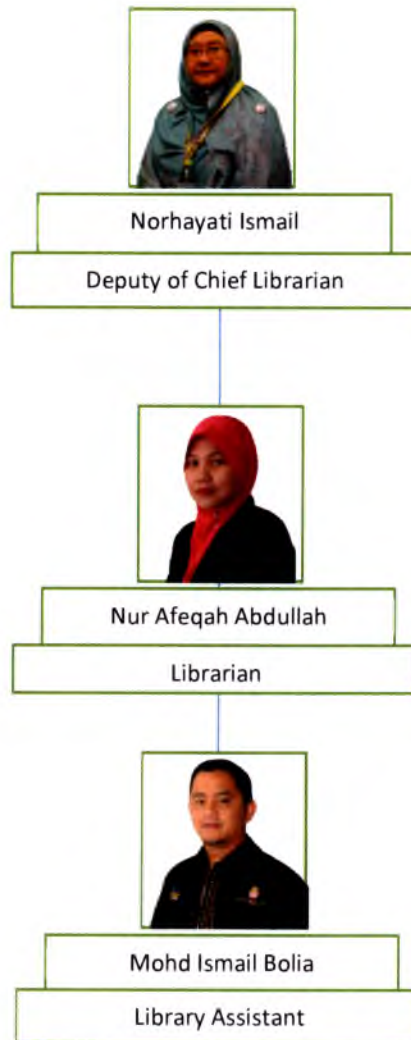 Norhayati Ismail
Deputy of Chief Librarian
Nur Afeqah Abdullah
Librarian
Mohd Ismail Bolia
Library Assistant